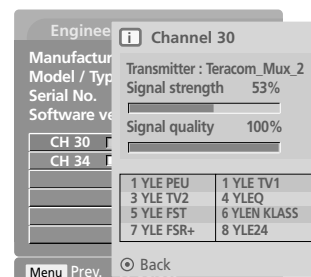 Enginee
Manufactur
Model / Typ
Serial No.
Software ve
CH 30
CH 34
Menu Prev.
i Channel 30
Transmitter : Teracom_Mux_2
Signal strength 53%
Signal quality 100%
1 YLE PEU 1 YLE TV1
3 YLE TV2 4 YLEQ
5 YLE FST 6 YLEN KLASS
7 YLE FSR+ 8 YLE24
Back